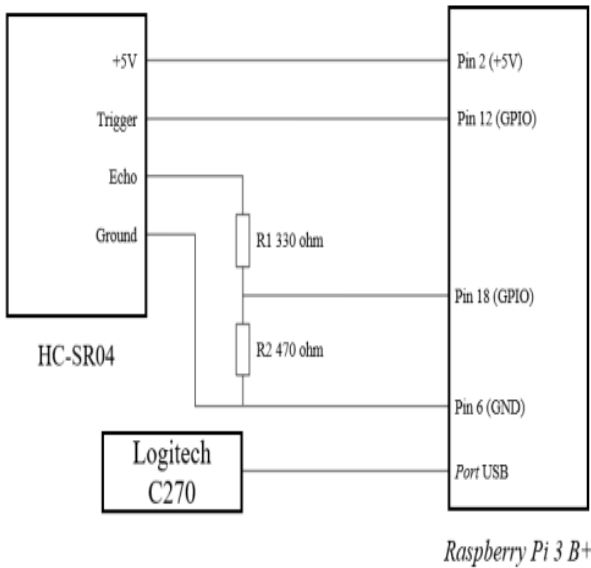 +5V
Trigger
Echo
Ground
HC-SR04
R1 330 ohm
R2 470 ohm
Logitech
C270
Pin 2 (+5V)
Pin 12 (GPIO)
Pin 18 (GPIO)
Pin 6 (GND)
Port USB
Raspberry Pi 3 B+